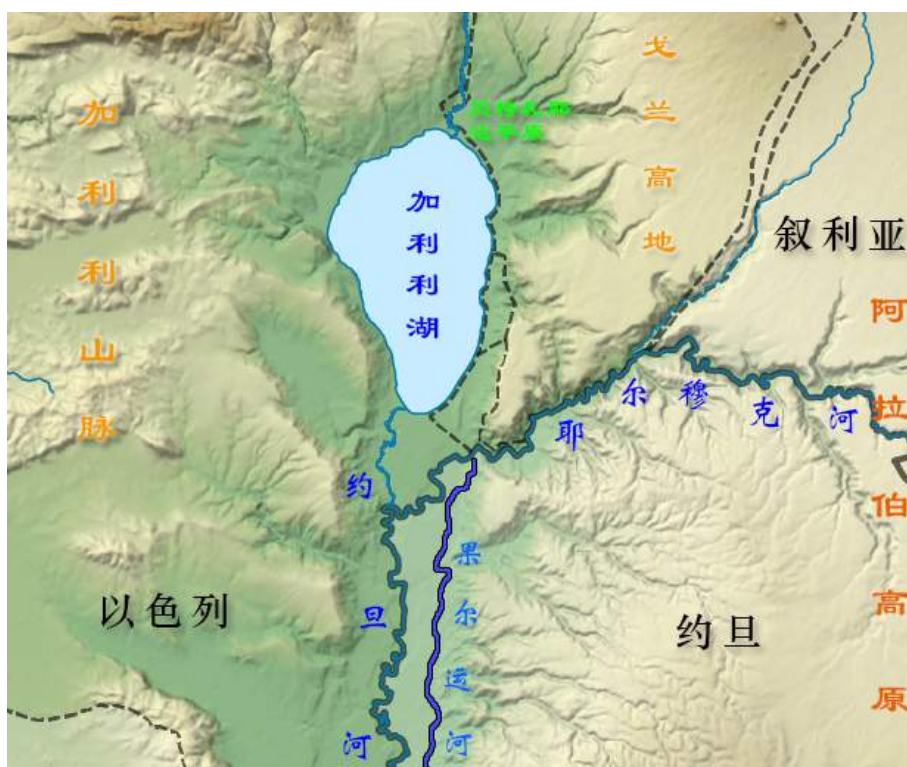 加利利山脉
加利利湖
戈兰高地
叙利亚
阿拉伯高原
耶尔穆克河
约旦河
果尔运河
以色列
约旦